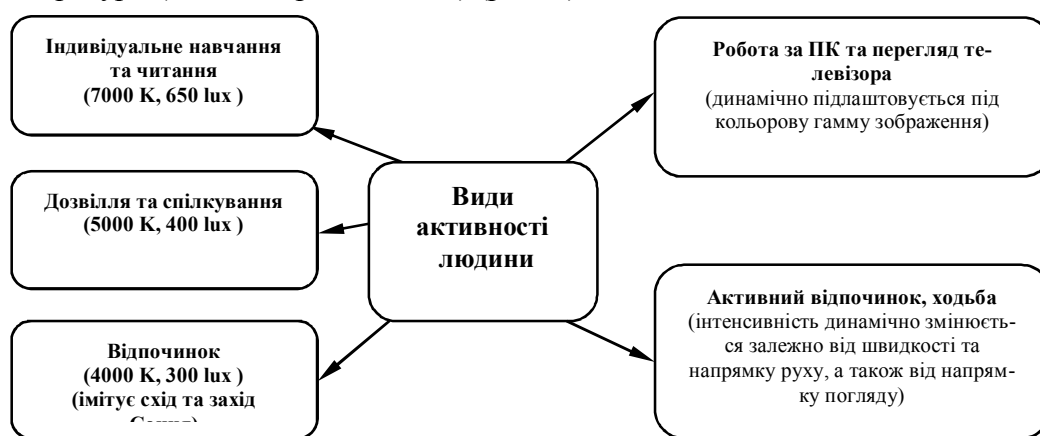 Індивідуальне навчання
та читання
(7000 K, 650 lux )
Робота за ПК та перегляд те-
левізора
(динамічно підлаштовується під
кольорову гамму зображення)
Дозвілля та спілкування
(5000 K, 400 lux )
Види
активності
людини
Відпочинок
(4000 K, 300 lux )
(імітує схід та захід
Активний відпочинок, ходьба
(інтенсивність динамічно змінюєть-
ся залежно від швидкості та
напрямку руху, а також від напрям-
ку погляду)